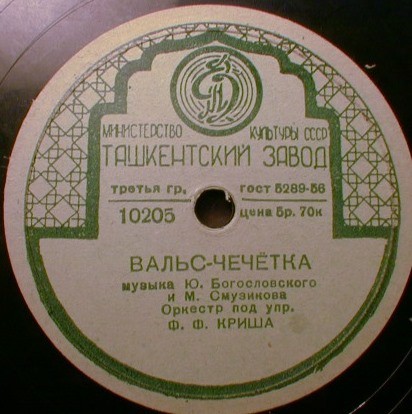 МИНИСТЕРСТВО КУЛЬТУРЫ СССР
ТАШКЕНТСКИЙ ЗАВОД
третья гр. гост 5289-56
10205 цена 5р. 70к
ВАЛЬС-ЧЕЧЁТКА
музыка Ю. Богословского
и М. Смузикова
Оркестр под упр.
Ф. Ф. КРИША